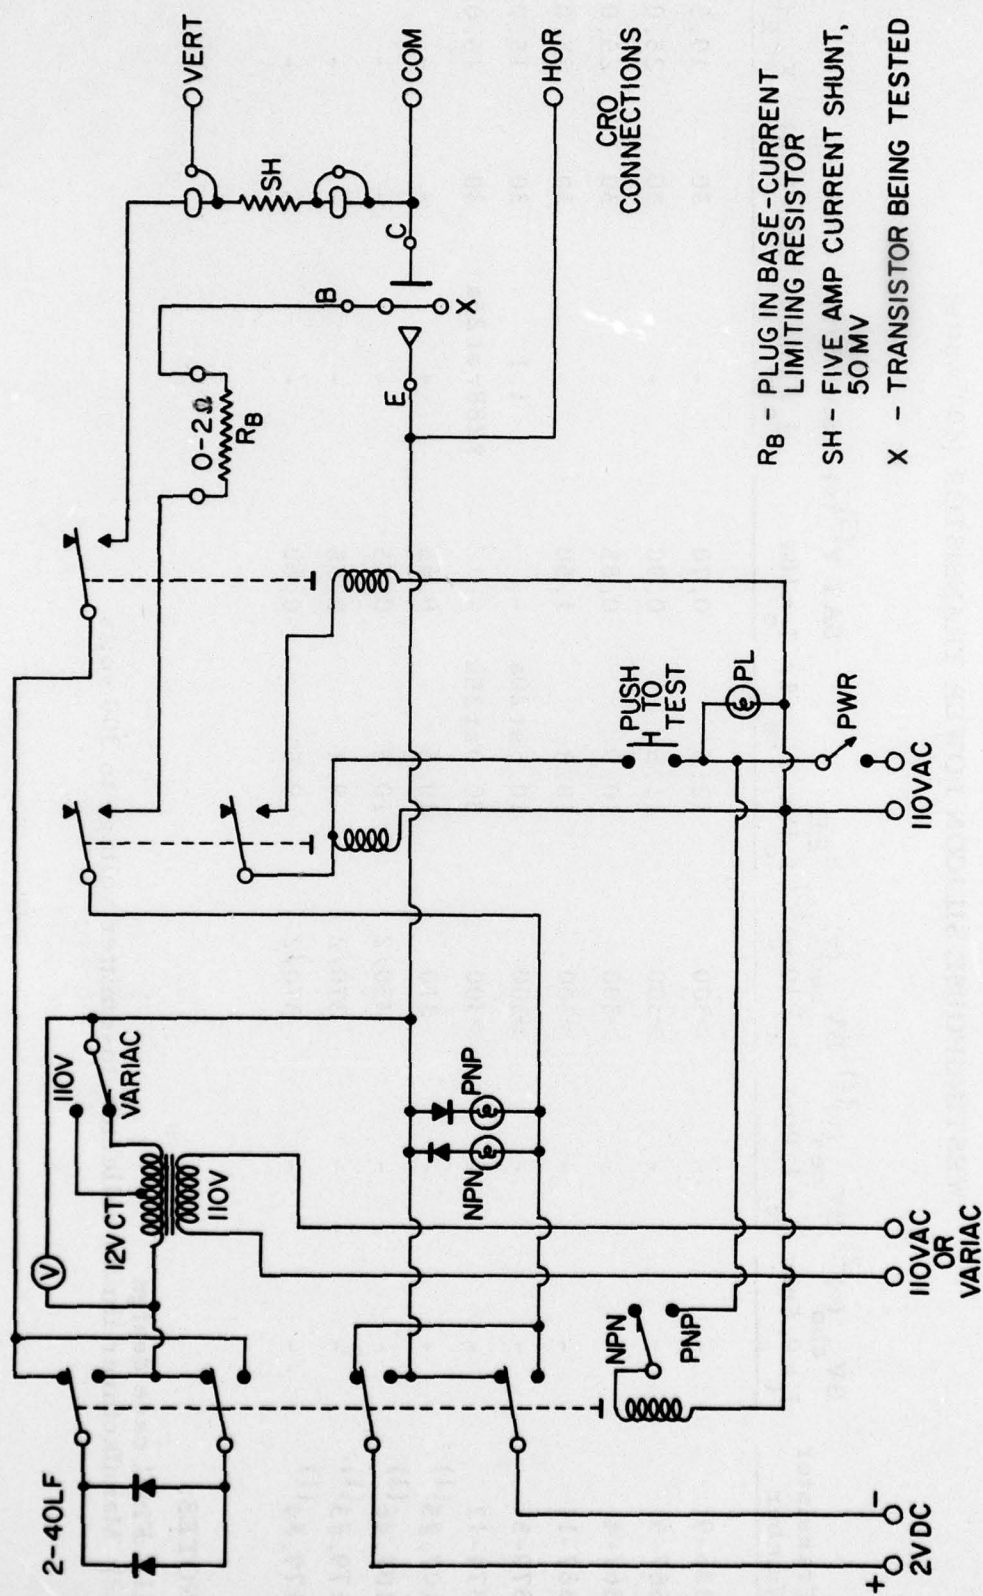 2-40LF
V
12V CT
110V
VARIAC
110V
0-2Ω
RB
VERT
SH
COM
HOR
CRO
CONNECTIONS
B
C
E
X
NPN
PNP
NPN
PNP
PUSH
TO
TEST
PL
PWR
+
2VDC
-
110VAC
OR
VARIAC
110VAC
RB - PLUG IN BASE-CURRENT
LIMITING RESISTOR
SH - FIVE AMP CURRENT SHUNT,
50MV
X - TRANSISTOR BEING TESTED